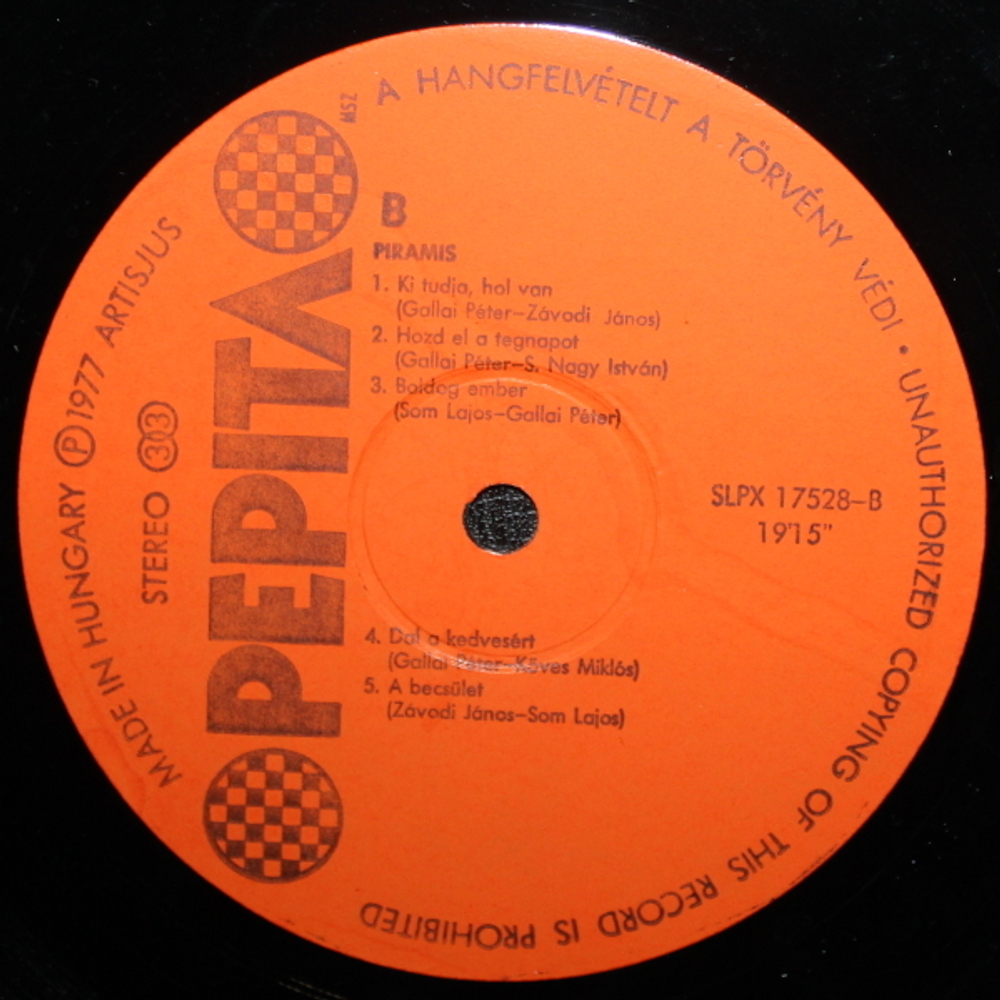 A HANGFELVÉTELT A TÖRVÉNY VÉDI • UNAUTHORIZED COPYING OF THIS RECORD IS PROHIBITED
MADE IN HUNGARY Ⓟ 1977 ARTISJUS
STEREO 303
PEPITA
MSZ
B
PIRAMIS
1. Ki tudja, hol van
(Gallai Péter–Závodi János)
2. Hozd el a tegnapot
(Gallai Péter–S. Nagy István)
3. Boldog ember
(Som Lajos–Gallai Péter)
SLPX 17528–B
19'15"
4. Dal a kedvesért
(Gallai Péter–Köves Miklós)
5. A becsület
(Závodi János–Som Lajos)